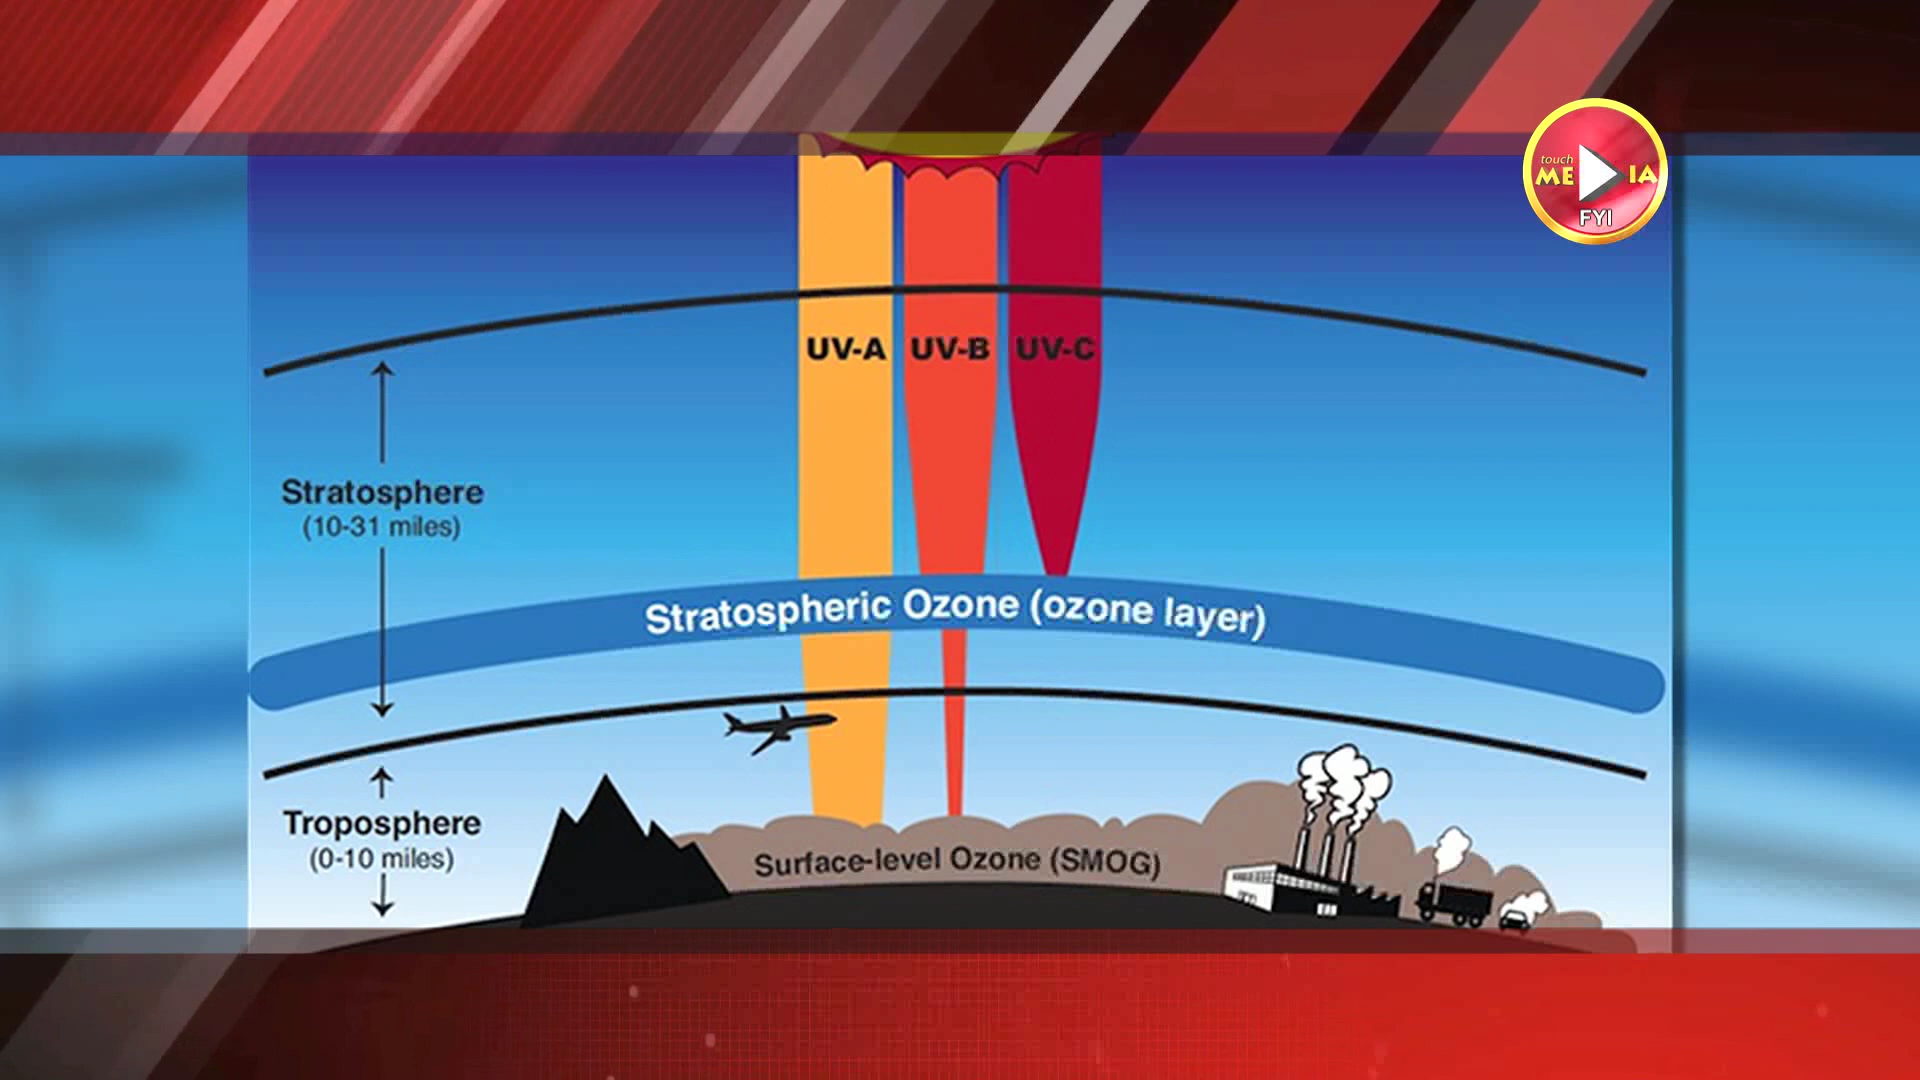 touch
ME IA
FYI
UV-A UV-B UV-C
Stratosphere
(10-31 miles)
Stratospheric Ozone (ozone layer)
Troposphere
(0-10 miles)
Surface-level Ozone (SMOG)